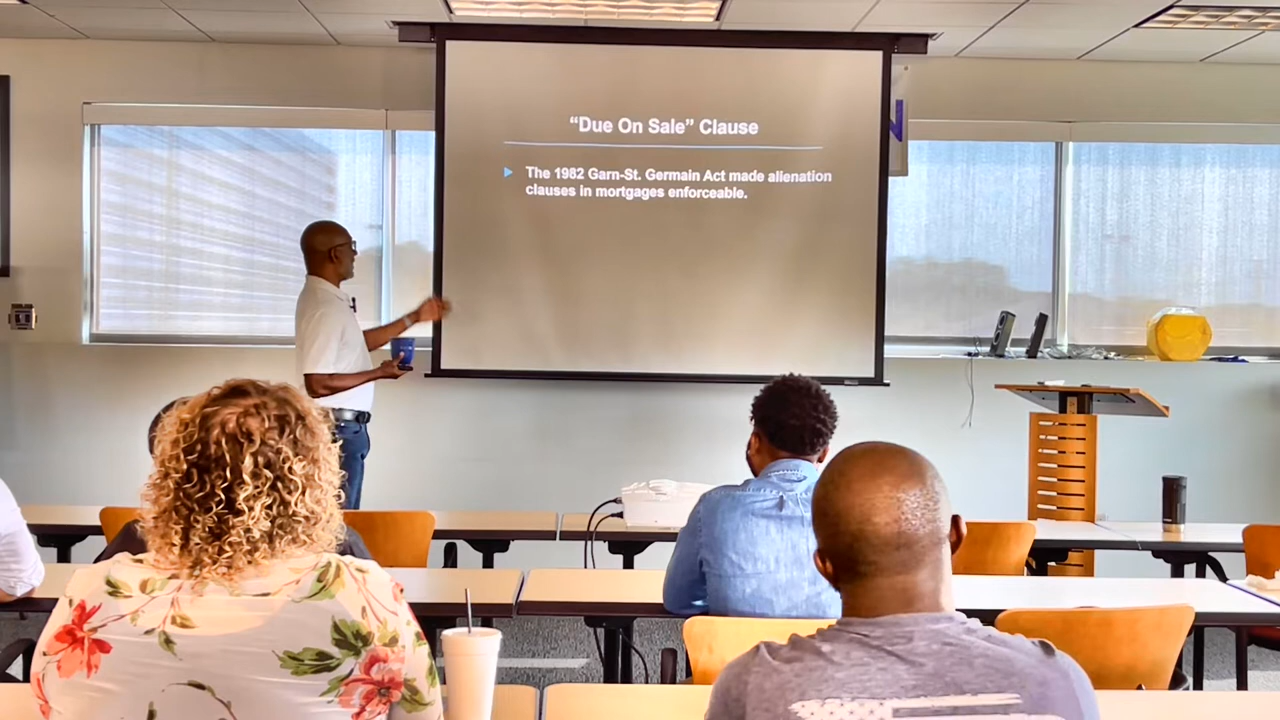 “Due On Sale” Clause
The 1982 Garn-St. Germain Act made alienation
clauses in mortgages enforceable.
N